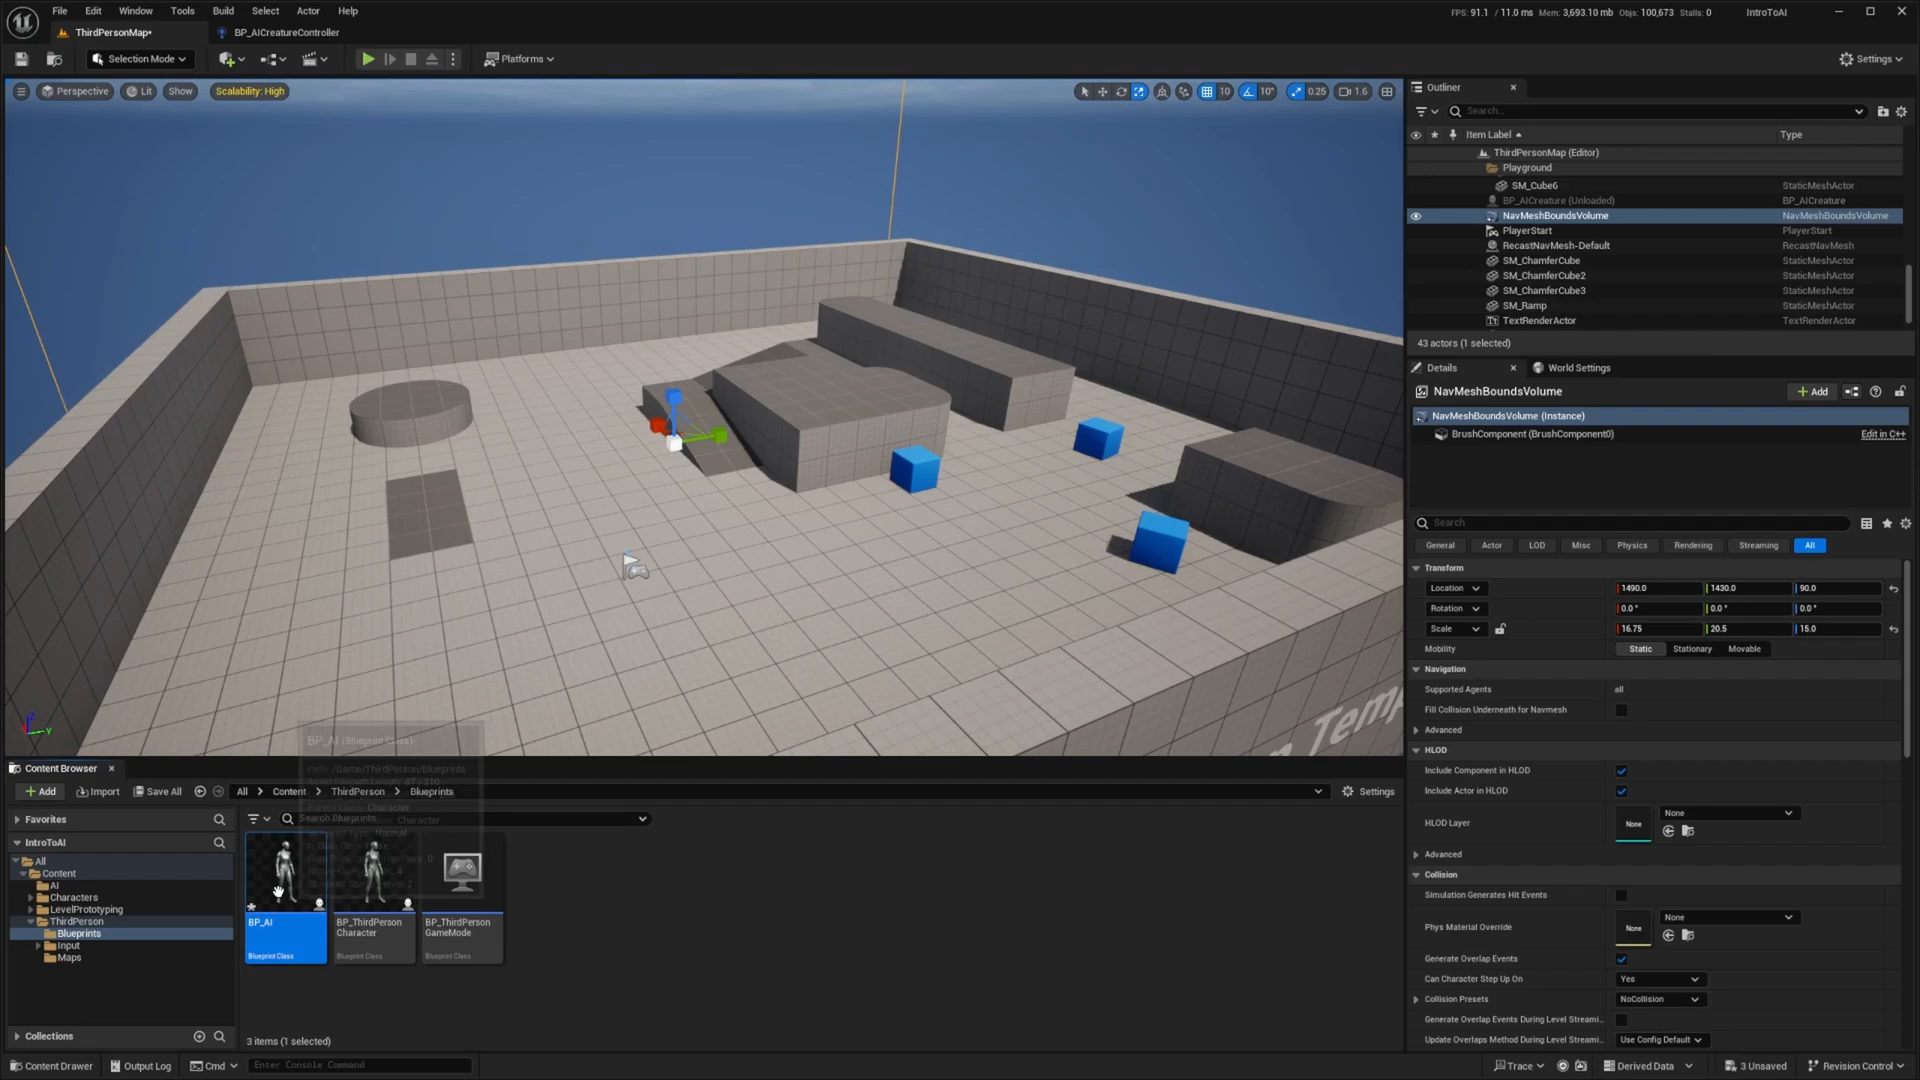 File Edit Window Tools Build Select Actor Help
FPS: 91.1 / 11.0 ms Mem: 3,693.10 mb Objs: 100,673 Stalls: 0 IntroToAI
ThirdPersonMap* BP_AICreatureController
Selection Mode Platforms Settings
Perspective Lit Show Scalability: High 10 10° 0.25 1.6
Outliner
Search...
Item Label Type
ThirdPersonMap (Editor)
Playground
SM_Cube6 StaticMeshActor
BP_AICreature (Unloaded) BP_AICreature
NavMeshBoundsVolume NavMeshBoundsVolume
PlayerStart PlayerStart
RecastNavMesh-Default RecastNavMesh
SM_ChamferCube StaticMeshActor
SM_ChamferCube2 StaticMeshActor
SM_ChamferCube3 StaticMeshActor
SM_Ramp StaticMeshActor
TextRenderActor TextRenderActor
43 actors (1 selected)
Details World Settings
NavMeshBoundsVolume Add
NavMeshBoundsVolume (Instance)
BrushComponent (BrushComponent0) Edit in C++
Search
General Actor LOD Misc Physics Rendering Streaming All
Transform
Location 1490.0 1430.0 90.0
Rotation 0.0° 0.0° 0.0°
Scale 16.75 20.5 15.0
Mobility Static Stationary Movable
Navigation
Supported Agents all
Fill Collision Underneath for Navmesh
Advanced
HLOD
Include Component in HLOD
Include Actor in HLOD
HLOD Layer None None
Advanced
Collision
Simulation Generates Hit Events
Phys Material Override None None
Generate Overlap Events
Can Character Step Up On Yes
Collision Presets NoCollision
Generate Overlap Events During Level Streami..
Update Overlaps Method During Level Streami.. Use Config Default
BP_AI (Blueprint Class)
Path: /Game/ThirdPerson/Blueprints
Content Browser
Add Import Save All All Content ThirdPerson Blueprints Settings
Favorites
Search Blueprints
IntroToAI
All
Content
AI
Characters
LevelPrototyping
ThirdPerson
Blueprints
Input
Maps
Collections
BP_AI
Blueprint Class
BP_ThirdPerson
Character
Blueprint Class
BP_ThirdPerson
GameMode
Blueprint Class
3 items (1 selected)
Content Drawer Output Log Cmd Enter Console Command Trace Derived Data 3 Unsaved Revision Control